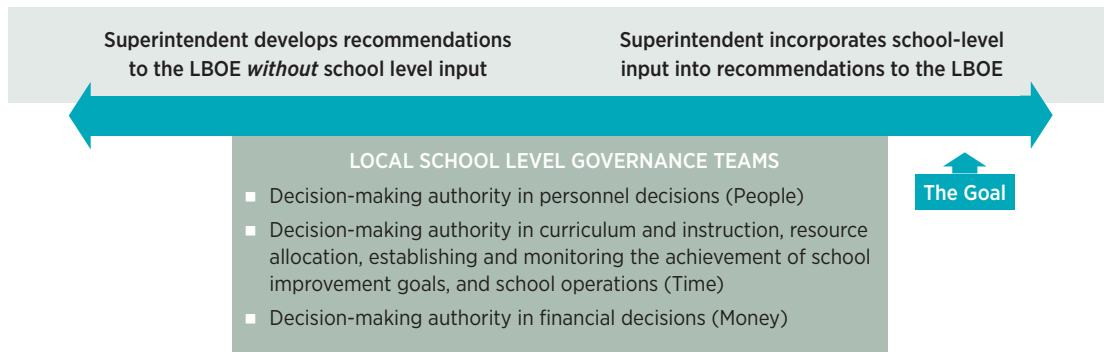 Superintendent develops recommendations
to the LBOE without school level input
Superintendent incorporates school-level
input into recommendations to the LBOE
LOCAL SCHOOL LEVEL GOVERNANCE TEAMS
Decision-making authority in personnel decisions (People)
Decision-making authority in curriculum and instruction, resource
allocation, establishing and monitoring the achievement of school
improvement goals, and school operations (Time)
Decision-making authority in financial decisions (Money)
The Goal